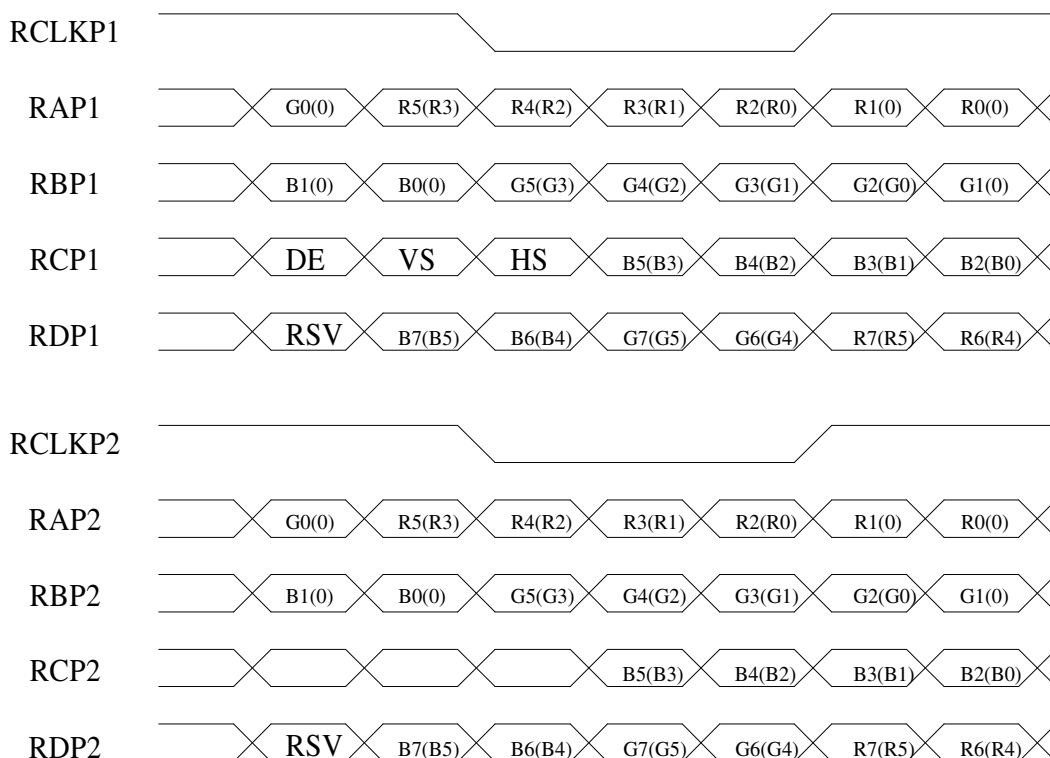 RCLKP1
RAP1 G0(0) R5(R3) R4(R2) R3(R1) R2(R0) R1(0) R0(0)
RBP1 B1(0) B0(0) G5(G3) G4(G2) G3(G1) G2(G0) G1(0)
RCP1 DE VS HS B5(B3) B4(B2) B3(B1) B2(B0)
RDP1 RSV B7(B5) B6(B4) G7(G5) G6(G4) R7(R5) R6(R4)
RCLKP2
RAP2 G0(0) R5(R3) R4(R2) R3(R1) R2(R0) R1(0) R0(0)
RBP2 B1(0) B0(0) G5(G3) G4(G2) G3(G1) G2(G0) G1(0)
RCP2 B5(B3) B4(B2) B3(B1) B2(B0)
RDP2 RSV B7(B5) B6(B4) G7(G5) G6(G4) R7(R5) R6(R4)